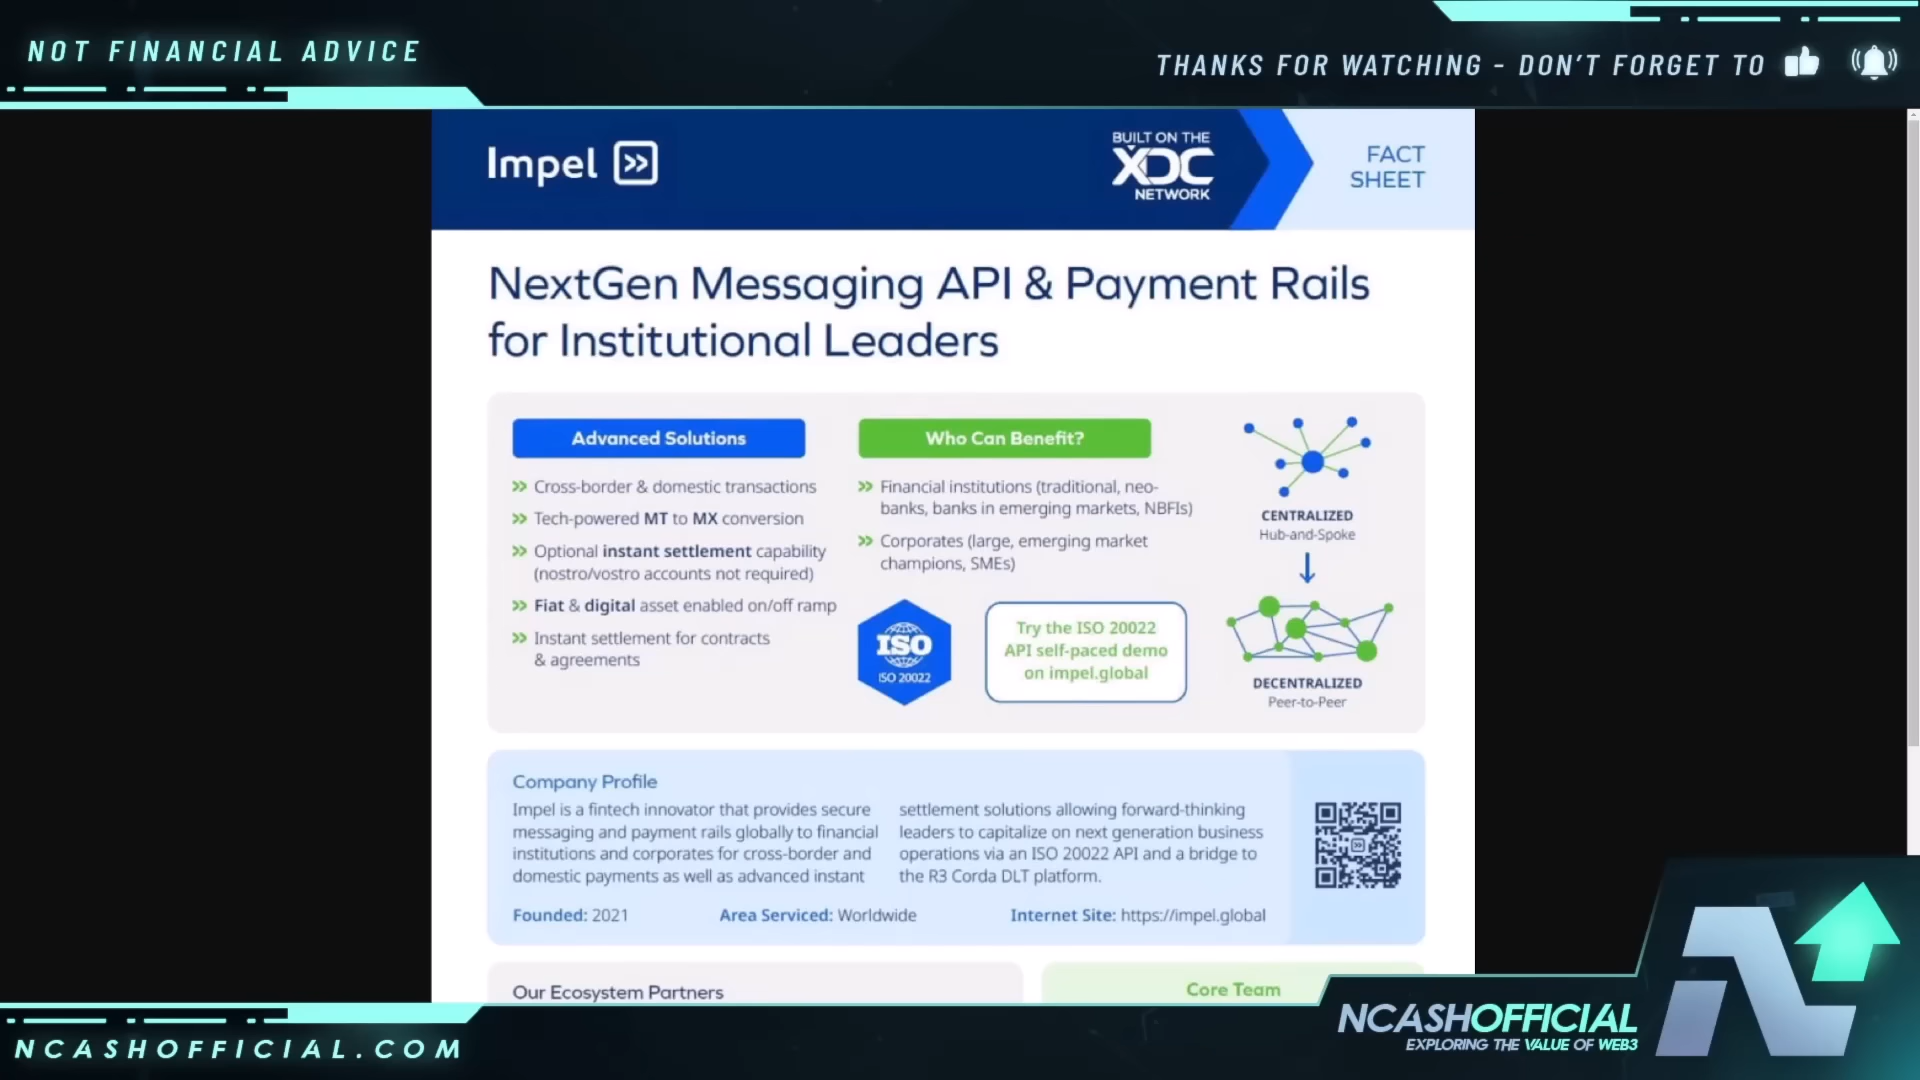 NOT FINANCIAL ADVICE
THANKS FOR WATCHING - DON'T FORGET TO
Impel
BUILT ON THE
XDC
NETWORK
FACT
SHEET
NextGen Messaging API & Payment Rails
for Institutional Leaders
Advanced Solutions
Cross-border & domestic transactions
Tech-powered MT to MX conversion
Optional instant settlement capability
(nostro/vostro accounts not required)
Fiat & digital asset enabled on/off ramp
Instant settlement for contracts
& agreements
Who Can Benefit?
Financial institutions (traditional, neo-
banks, banks in emerging markets, NBFIs)
Corporates (large, emerging market
champions, SMEs)
ISO
ISO 20022
Try the ISO 20022
API self-paced demo
on impel.global
CENTRALIZED
Hub-and-Spoke
DECENTRALIZED
Peer-to-Peer
Company Profile
Impel is a fintech innovator that provides secure
messaging and payment rails globally to financial
institutions and corporates for cross-border and
domestic payments as well as advanced instant
settlement solutions allowing forward-thinking
leaders to capitalize on next generation business
operations via an ISO 20022 API and a bridge to
the R3 Corda DLT platform.
Founded: 2021
Area Serviced: Worldwide
Internet Site: https://impel.global
Our Ecosystem Partners
Core Team
NCASHOFFICIAL.COM
NCASHOFFICIAL
EXPLORING THE VALUE OF WEB3